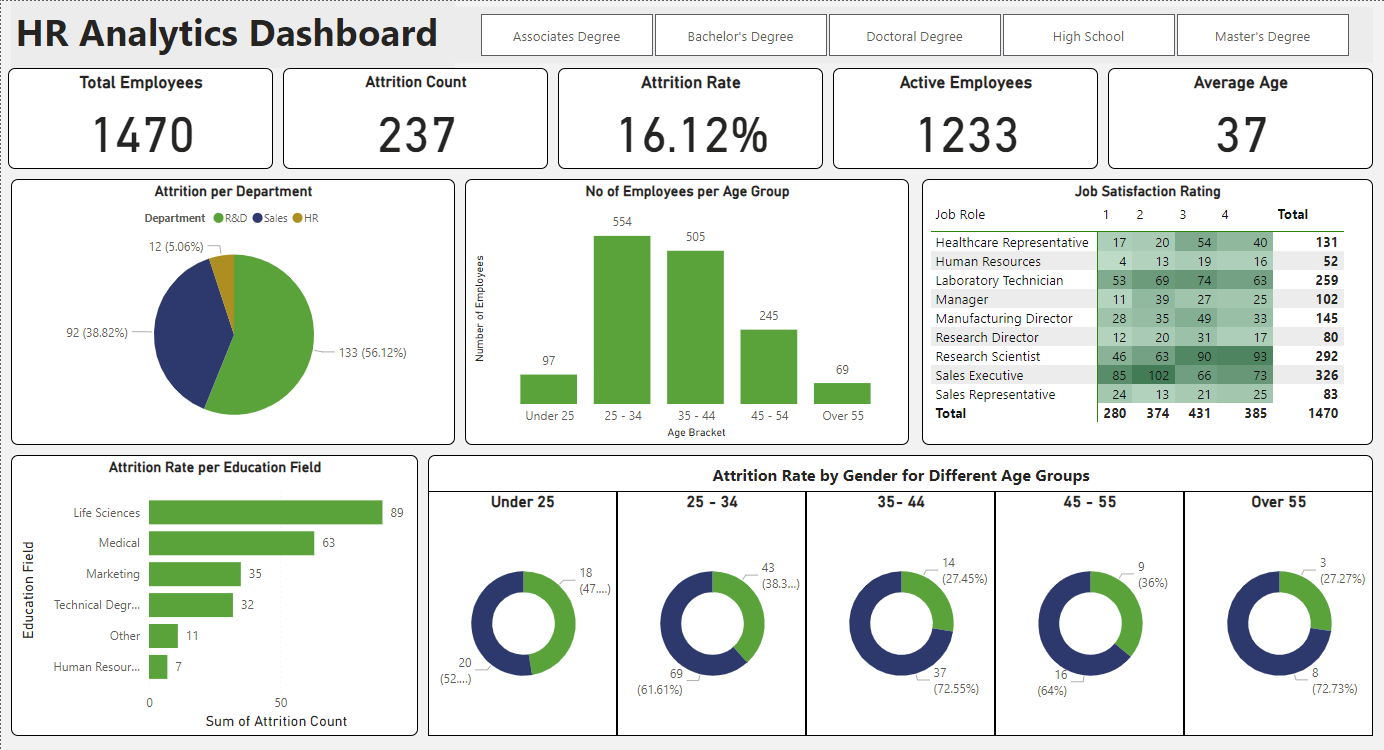 HR Analytics Dashboard
Associates Degree
Bachelor's Degree
Doctoral Degree
High School
Master's Degree
Total Employees
1470
Attrition Count
237
Attrition Rate
16.12%
Active Employees
1233
Average Age
37
Attrition per Department
Department R&D Sales HR
12 (5.06%)
92 (38.82%)
133 (56.12%)
No of Employees per Age Group
Number of Employees
97
554
505
245
69
Under 25
25 - 34
35 - 44
45 - 54
Over 55
Age Bracket
Job Satisfaction Rating
Job Role 1 2 3 4 Total
Healthcare Representative 17 20 54 40 131
Human Resources 4 13 19 16 52
Laboratory Technician 53 69 74 63 259
Manager 11 39 27 25 102
Manufacturing Director 28 35 49 33 145
Research Director 12 20 31 17 80
Research Scientist 46 63 90 93 292
Sales Executive 85 102 66 73 326
Sales Representative 24 13 21 25 83
Total 280 374 431 385 1470
Attrition Rate per Education Field
Education Field
Life Sciences 89
Medical 63
Marketing 35
Technical Degr... 32
Other 11
Human Resour... 7
0 50
Sum of Attrition Count
Attrition Rate by Gender for Different Age Groups
Under 25
18
(47....)
20
(52....)
25 - 34
43
(38.3...)
69
(61.61%)
35- 44
14
(27.45%)
37
(72.55%)
45 - 55
9
(36%)
16
(64%)
Over 55
3
(27.27%)
8
(72.73%)